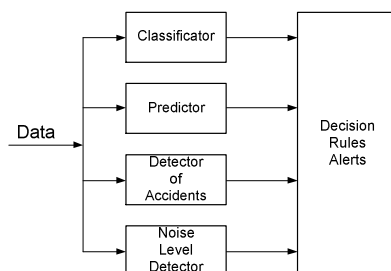 Classificator
Predictor
Data
Detector
of
Accidents
Noise
Level
Detector
Decision
Rules
Alerts